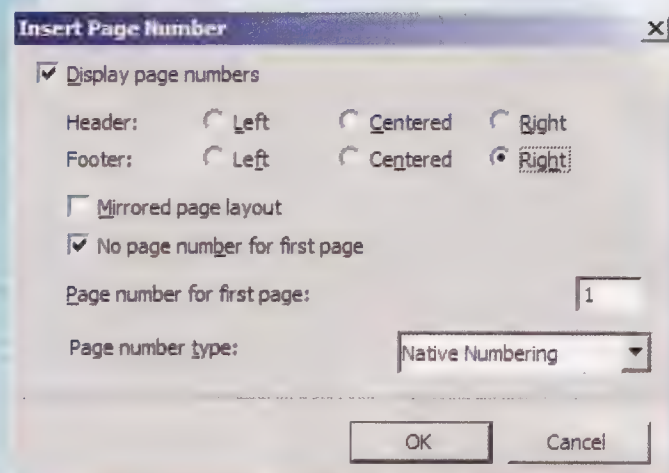 Insert Page Number
Display page numbers
Header: Left Centered Right
Footer: Left Centered Right
Mirrored page layout
No page number for first page
Page number for first page: 1
Page number type: Native Numbering
OK Cancel